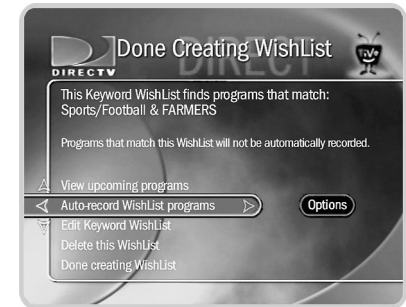 Done Creating WishList
DIRECT
TiVo
DIRECTV
This Keyword WishList finds programs that match:
Sports/Football & FARMERS
Programs that match this WishList will not be automatically recorded.
View upcoming programs
Auto-record WishList programs
Options
Edit Keyword WishList
Delete this WishList
Done creating WishList